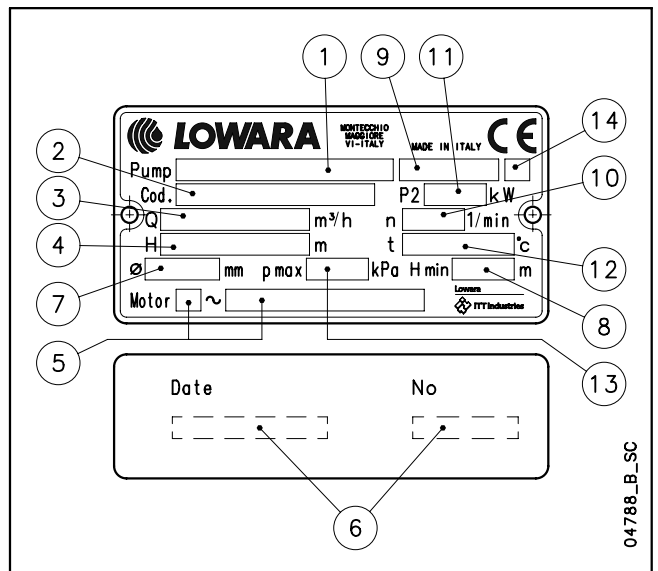 1 9 11
LOWARA MONTECCHIO MAGGIORE VI-ITALY MADE IN ITALY CE
14
2
Pump
Cod. P2 kW
10
3
Q m³/h n 1/min
4
H m t °c
12
ø mm p max kPa H min m
7
Lowara
Motor ~ ITT Industries
8
5
13
Date No
6
04788_B_SC